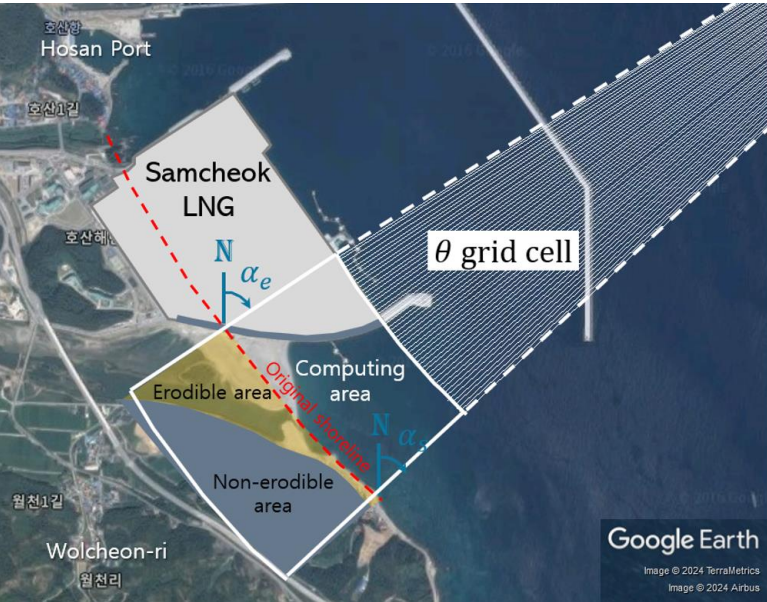 호산항
Hosan Port
호산1길
Samcheok
LNG
호산해
N
αe
θ grid cell
Computing
area
Erodible area
Original shoreline
N
αs
Non-erodible
area
월천1길
Wolcheon-ri
월천리
Google Earth
Image © 2024 TerraMetrics
Image © 2024 Airbus